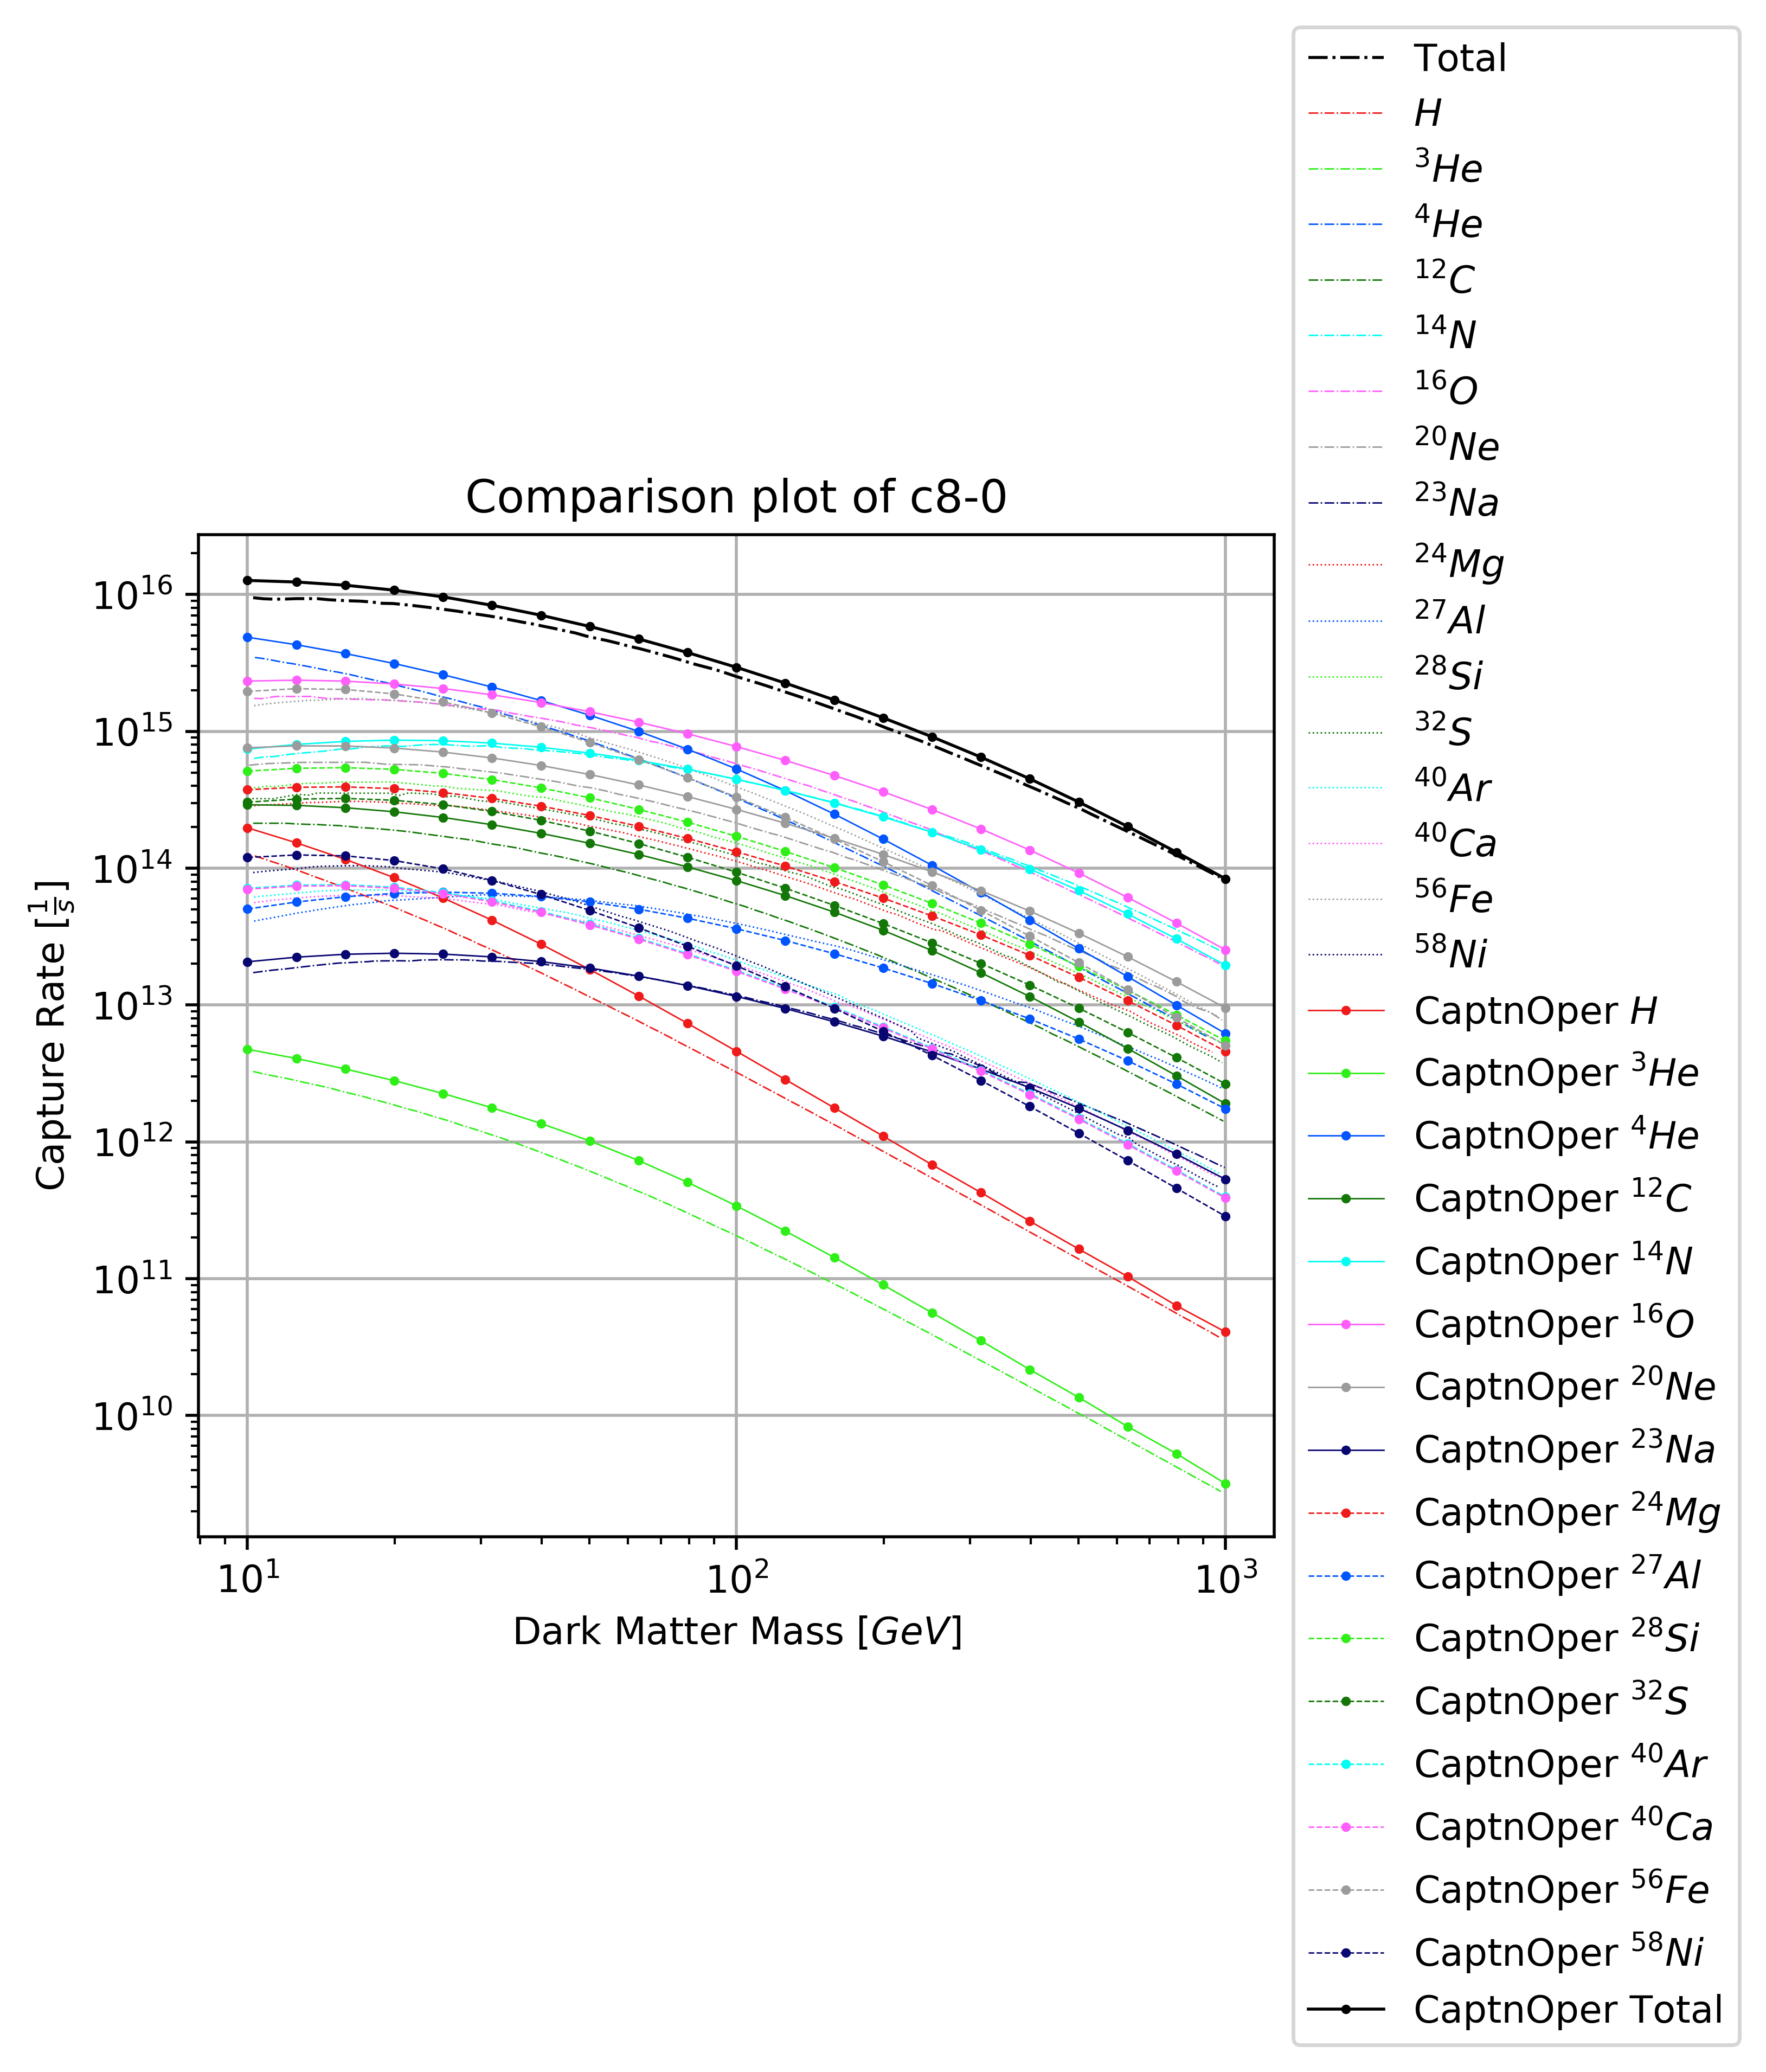 Comparison plot of c8-0
Capture Rate [1/s]
10^16
10^15
10^14
10^13
10^12
10^11
10^10
10^1 10^2 10^3
Dark Matter Mass [GeV]
Total
H
^3He
^4He
^12C
^14N
^16O
^20Ne
^23Na
^24Mg
^27Al
^28Si
^32S
^40Ar
^40Ca
^56Fe
^58Ni
CaptnOper H
CaptnOper ^3He
CaptnOper ^4He
CaptnOper ^12C
CaptnOper ^14N
CaptnOper ^16O
CaptnOper ^20Ne
CaptnOper ^23Na
CaptnOper ^24Mg
CaptnOper ^27Al
CaptnOper ^28Si
CaptnOper ^32S
CaptnOper ^40Ar
CaptnOper ^40Ca
CaptnOper ^56Fe
CaptnOper ^58Ni
CaptnOper Total